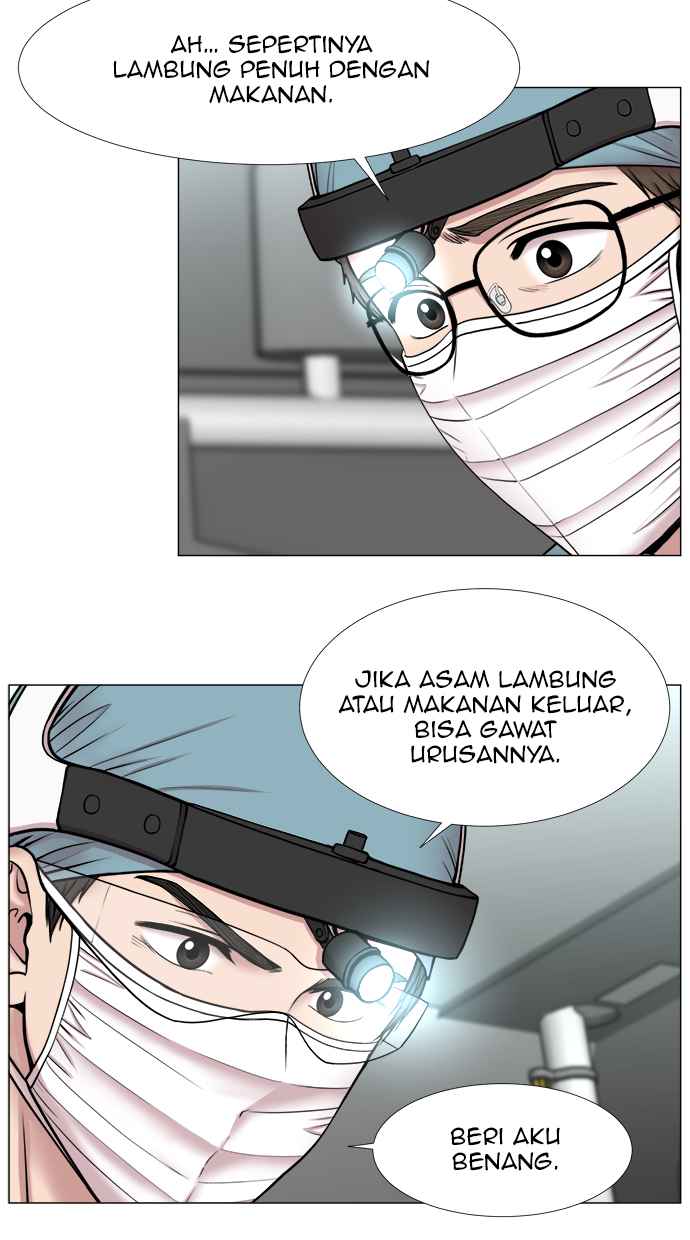 AH... SEPERTINYA
LAMBUNG PENUH DENGAN
MAKANAN.
JIKA ASAM LAMBUNG
ATAU MAKANAN KELUAR,
BISA GAWAT
URUSANNYA.
BERI AKU
BENANG.